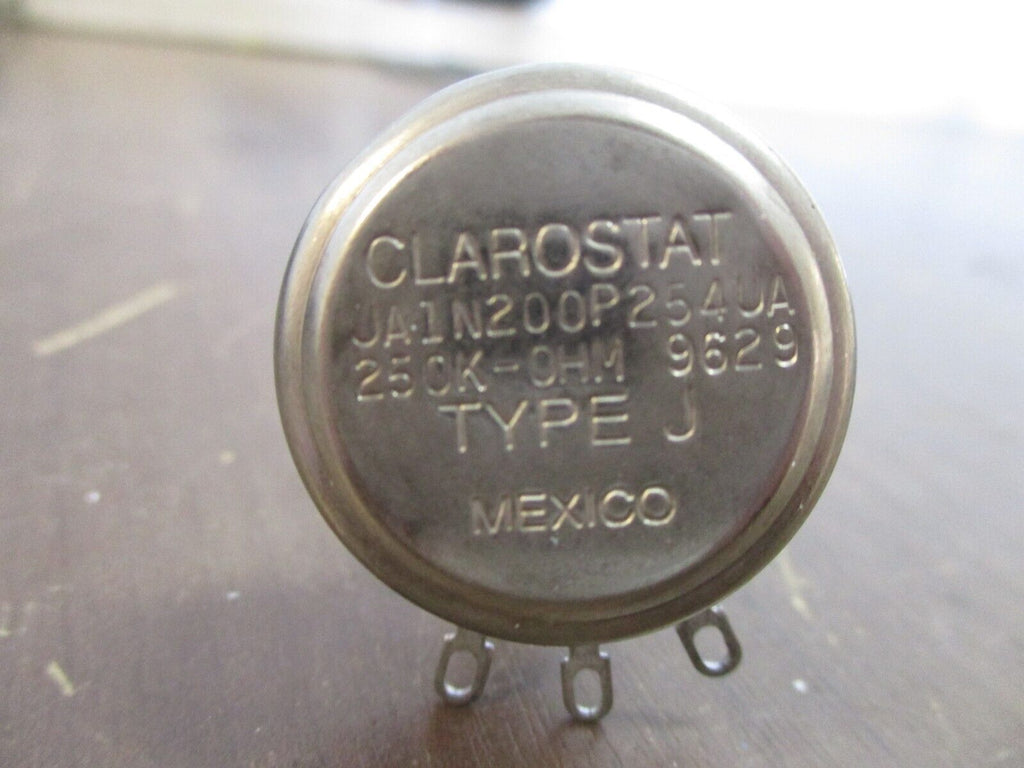 CLAROSTAT
JA1N200P254UA
250K-OHM 9629
TYPE J
MEXICO